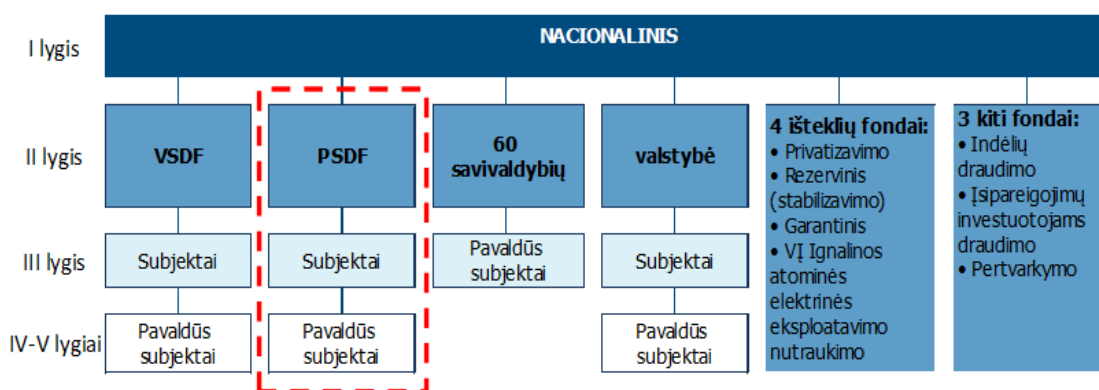 I lygis
NACIONALINIS
II lygis
VSDF
PSDF
60
savivaldybių
valstybė
4 išteklių fondai:
• Privatizavimo
• Rezervinis
(stabilizavimo)
• Garantinis
• VĮ Ignalinos
atominės
elektrinės
eksploatavimo
nutraukimo
3 kiti fondai:
• Indėlių
draudimo
• Įsipareigojimų
investuotojams
draudimo
• Pertvarkymo
III lygis
Subjektai
Subjektai
Pavaldūs
subjektai
Subjektai
IV-V lygiai
Pavaldūs
subjektai
Pavaldūs
subjektai
Pavaldūs
subjektai